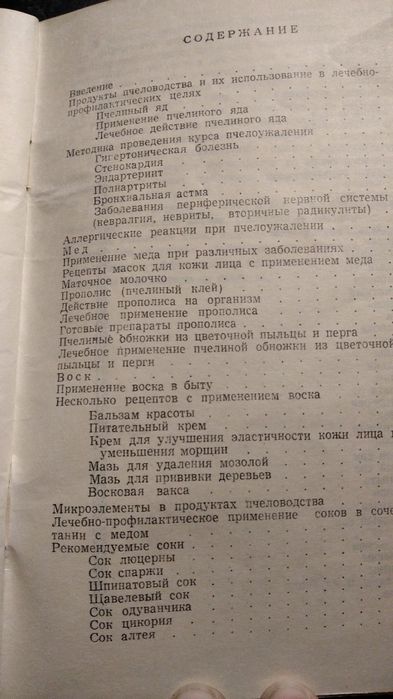 СОДЕРЖАНИЕ
Введение . . . . . . . . . . .
Продукты пчеловодства и их использование в лечебно-
профилактических целях . . . . . . .
Пчелиный яд . . . . . . . .
Применение пчелиного яда . . . . .
Лечебное действие пчелиного яда . . .
Методика проведения курса пчелоужаления . . .
Гипертоническая болезнь . . . . .
Стенокардия . . . . . . . .
Эндартериит . . . . . . . .
Полиартриты . . . . . . . .
Бронхиальная астма . . . . . . .
Заболевания периферической нервной системы
(невралгия, невриты, вторичные радикулиты) .
Аллергические реакции при пчелоужалении . . . .
Мед . . . . . . . . . . .
Применение меда при различных заболеваниях . . .
Рецепты масок для кожи лица с применением меда
Маточное молочко . . . . . . . .
Прополис (пчелиный клей) . . . . . .
Действие прополиса на организм . . . . .
Лечебное применение прополиса . . . . .
Готовые препараты прополиса . . . . . .
Пчелиные обножки из цветочной пыльцы и перга . .
Лечебное применение пчелиной обножки из цветочной
пыльцы и перги . . . . . . . . .
Воск . . . . . . . . . . .
Применение воска в быту . . . . . . .
Несколько рецептов с применением воска . . . .
Бальзам красоты . . . . . . .
Питательный крем . . . . . . .
Крем для улучшения эластичности кожи лица и
уменьшения морщин . . . . . .
Мазь для удаления мозолой . . . . .
Мазь для прививки деревьев . . . . .
Восковая вакса . . . . . . .
Микроэлементы в продуктах пчеловодства . . . .
Лечебно-профилактическое применение соков в соче-
тании с медом . . . . . . . . .
Рекомендуемые соки . . . . . . . .
Сок люцерны . . . . . . . .
Сок спаржи . . . . . . . .
Шпинатовый сок . . . . . . .
Щавелевый сок . . . . . . .
Сок одуванчика . . . . . . .
Сок цикория . . . . . . . .
Сок алтея . . . . . . . .